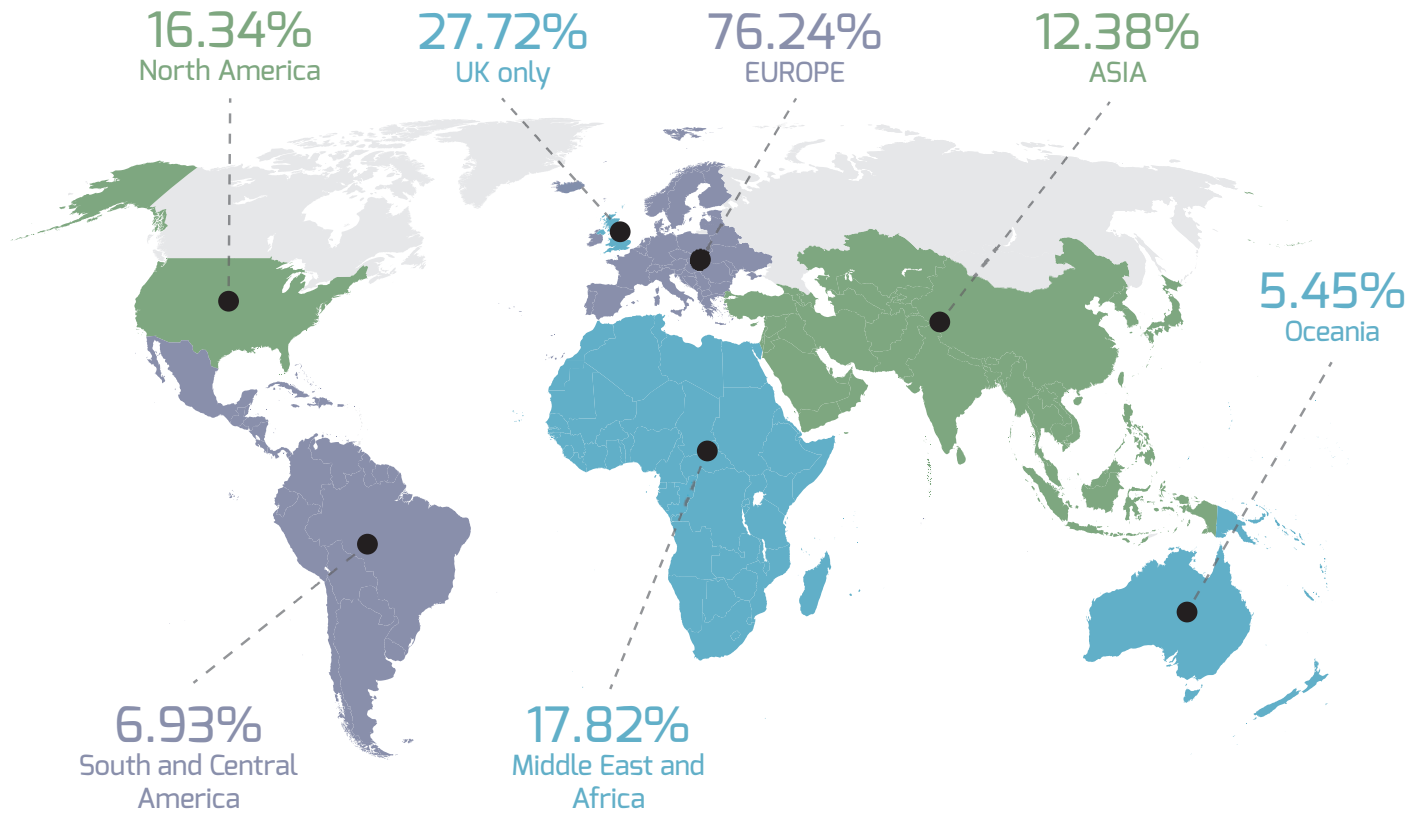 16.34%
North America
27.72%
UK only
76.24%
EUROPE
12.38%
ASIA
5.45%
Oceania
6.93%
South and Central
America
17.82%
Middle East and
Africa